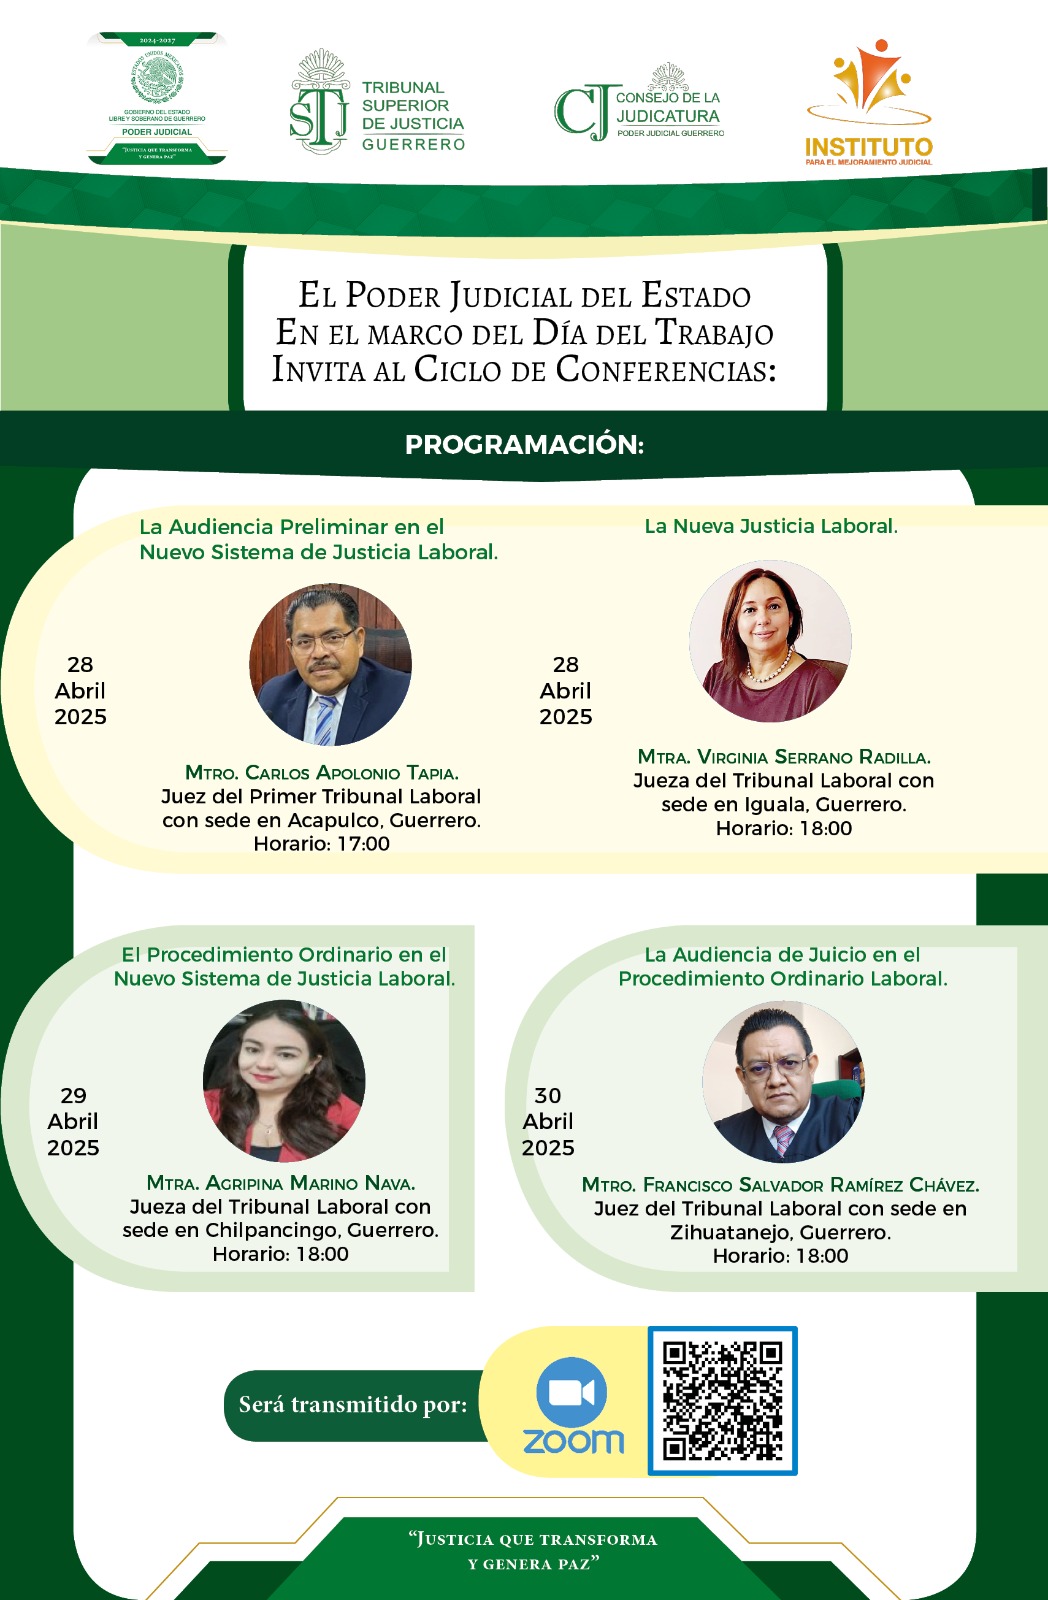 2024-2027
ESTADOS UNIDOS MEXICANOS
GOBIERNO DEL ESTADO
LIBRE Y SOBERANO DE GUERRERO
PODER JUDICIAL
"JUSTICIA QUE TRANSFORMA
Y GENERA PAZ"
STJ
TRIBUNAL
SUPERIOR
DE JUSTICIA
GUERRERO
CJ
CONSEJO DE LA
JUDICATURA
PODER JUDICIAL GUERRERO
INSTITUTO
PARA EL MEJORAMIENTO JUDICIAL
El Poder Judicial del Estado
En el marco del Día del Trabajo
Invita al Ciclo de Conferencias:
PROGRAMACIÓN:
La Audiencia Preliminar en el
Nuevo Sistema de Justicia Laboral.
28
Abril
2025
Mtro. Carlos Apolonio Tapia.
Juez del Primer Tribunal Laboral
con sede en Acapulco, Guerrero.
Horario: 17:00
La Nueva Justicia Laboral.
28
Abril
2025
Mtra. Virginia Serrano Radilla.
Jueza del Tribunal Laboral con
sede en Iguala, Guerrero.
Horario: 18:00
El Procedimiento Ordinario en el
Nuevo Sistema de Justicia Laboral.
29
Abril
2025
Mtra. Agripina Marino Nava.
Jueza del Tribunal Laboral con
sede en Chilpancingo, Guerrero.
Horario: 18:00
La Audiencia de Juicio en el
Procedimiento Ordinario Laboral.
30
Abril
2025
Mtro. Francisco Salvador Ramírez Chávez.
Juez del Tribunal Laboral con sede en
Zihuatanejo, Guerrero.
Horario: 18:00
Será transmitido por:
zoom
“Justicia que transforma
y genera paz”